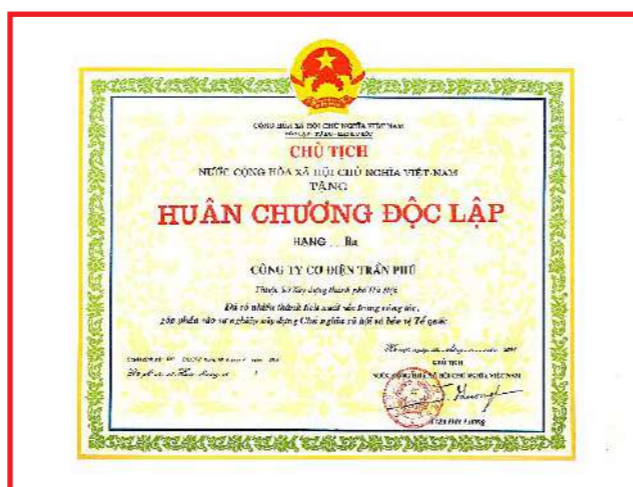 CỘNG HÒA XÃ HỘI CHỦ NGHĨA VIỆT NAM
CHỦ TỊCH
NƯỚC CỘNG HÒA XÃ HỘI CHỦ NGHĨA VIỆT-NAM
TẶNG
HUÂN CHƯƠNG ĐỘC LẬP
HẠNG ... Ba
CÔNG TY CƠ ĐIỆN TRẦN PHÚ
Thuộc Sở Xây dựng thành phố Hà Nội
Đã có nhiều thành tích xuất sắc trong công tác,
góp phần vào sự nghiệp xây dựng Chủ nghĩa xã hội và bảo vệ Tổ quốc
CHỦ TỊCH
NƯỚC CỘNG HOÀ XÃ HỘI CHỦ NGHĨA VIỆT NAM
Trần Đức Lương